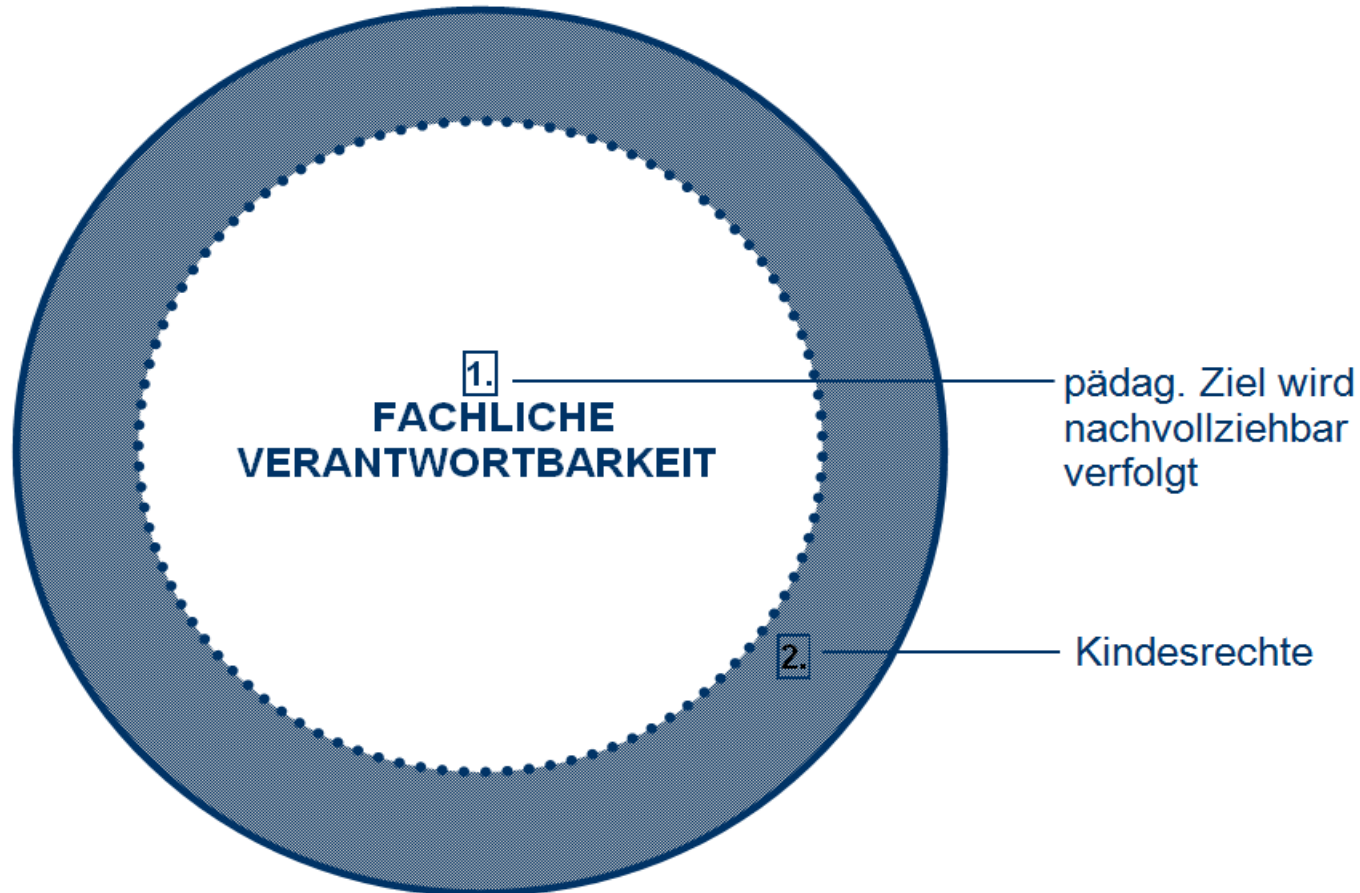 1.
FACHLICHE
VERANTWORTBARKEIT
pädag. Ziel wird
nachvollziehbar
verfolgt
2.
Kindesrechte